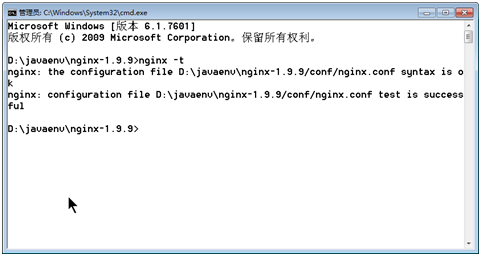 管理员: C:\Windows\System32\cmd.exe
Microsoft Windows [版本 6.1.7601]
版权所有 (c) 2009 Microsoft Corporation。保留所有权利。
D:\javaenv\nginx-1.9.9>nginx -t
nginx: the configuration file D:\javaenv\nginx-1.9.9/conf/nginx.conf syntax is o
k
nginx: configuration file D:\javaenv\nginx-1.9.9/conf/nginx.conf test is success
ful
D:\javaenv\nginx-1.9.9>